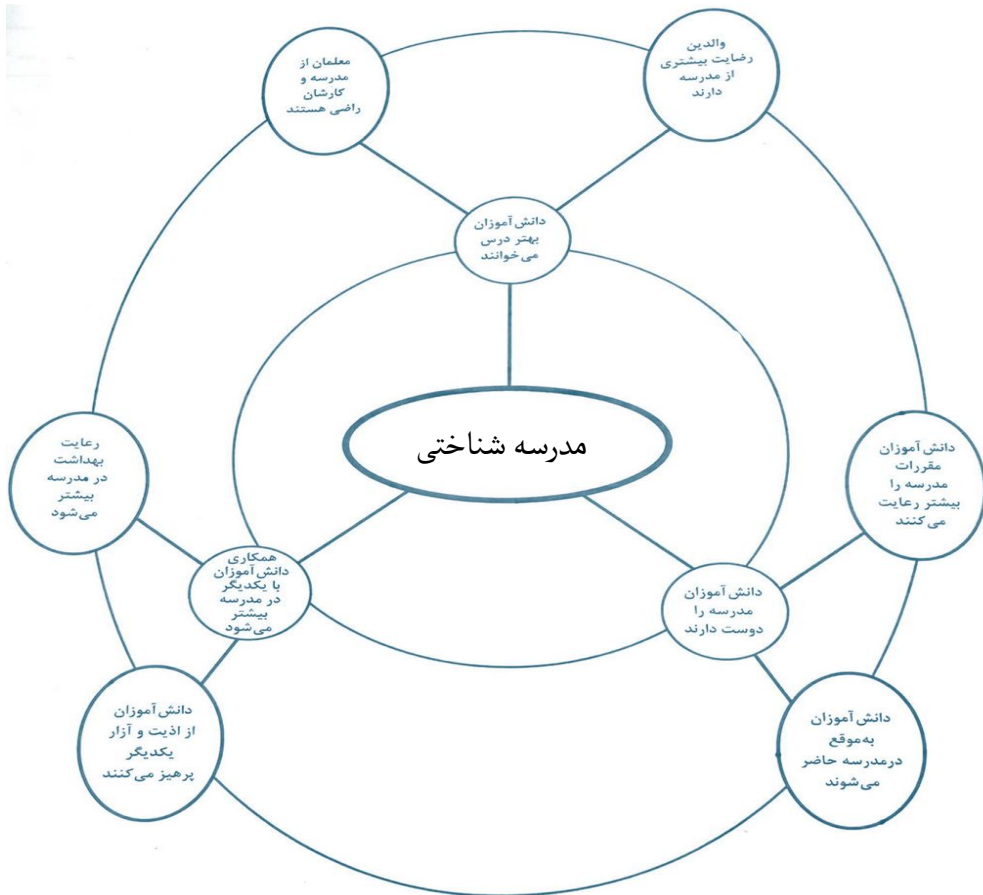 والدین
رضایت بیشتری
از مدرسه
دارند
معلمان از
مدرسه و
کارشان
راضی هستند
دانش‌آموزان
بهتر درس
می‌خوانند
مدرسه شناختی
دانش‌آموزان
مقررات
مدرسه را
بیشتر رعایت
می‌کنند
رعایت
بهداشت
در مدرسه
بیشتر
می‌شود
دانش‌آموزان
مدرسه را
دوست دارند
همکاری
دانش‌آموزان
با یکدیگر
در مدرسه
بیشتر
می‌شود
دانش‌آموزان
به‌موقع
درمدرسه حاضر
می‌شوند
دانش‌آموزان
از اذیت و آزار
یکدیگر
پرهیز می‌کنند